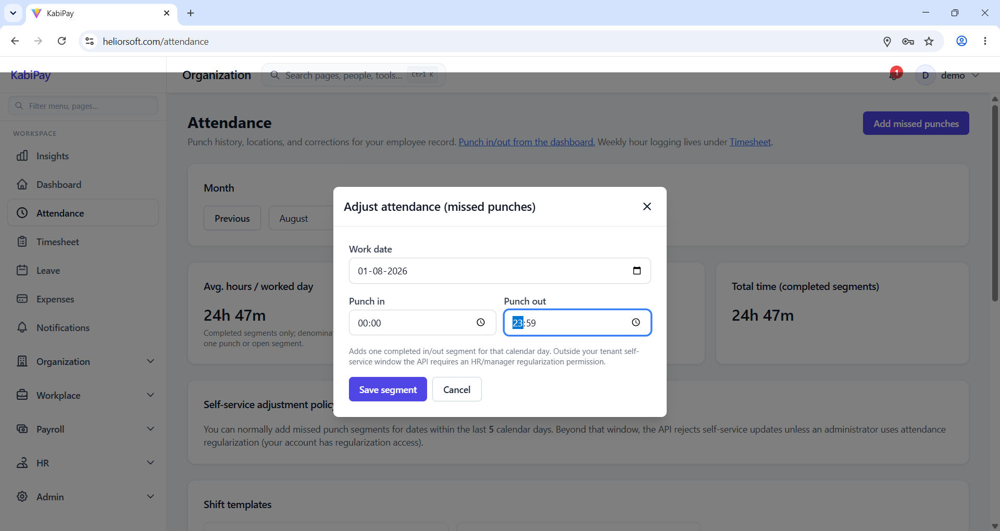 KabiPay
heliorsoft.com/attendance
KabiPay
Organization
Search pages, people, tools...
Ctrl K
1
D
demo
Filter menu, pages...
WORKSPACE
Insights
Dashboard
Attendance
Timesheet
Leave
Expenses
Notifications
Organization
Workplace
Payroll
HR
Admin
Attendance
Add missed punches
Punch history, locations, and corrections for your employee record. Punch in/out from the dashboard. Weekly hour logging lives under Timesheet.
Month
Previous
August
Avg. hours / worked day
24h 47m
Completed segments only;
one punch or open segment.
Total time (completed segments)
24h 47m
Adjust attendance (missed punches)
Work date
01-08-2026
Punch in
Punch out
00:00
23:59
Adds one completed in/out segment for that calendar day. Outside your tenant self-
service window the API requires an HR/manager regularization permission.
Save segment
Cancel
Self-service adjustment policy
You can normally add missed punch segments for dates within the last 5 calendar days. Beyond that window, the API rejects self-service updates unless an administrator uses attendance
regularization (your account has regularization access).
Shift templates